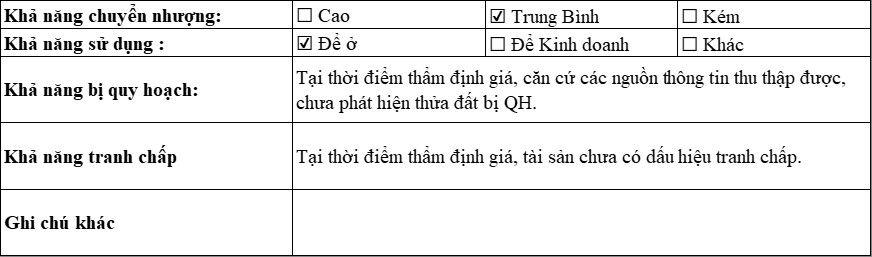 Khả năng chuyển nhượng: ☐ Cao ☑ Trung Bình ☐ Kém
Khả năng sử dụng : ☑ Để ở ☐ Để Kinh doanh ☐ Khác
Khả năng bị quy hoạch: Tại thời điểm thẩm định giá, căn cứ các nguồn thông tin thu thập được,
chưa phát hiện thửa đất bị QH.
Khả năng tranh chấp Tại thời điểm thẩm định giá, tài sản chưa có dấu hiệu tranh chấp.
Ghi chú khác